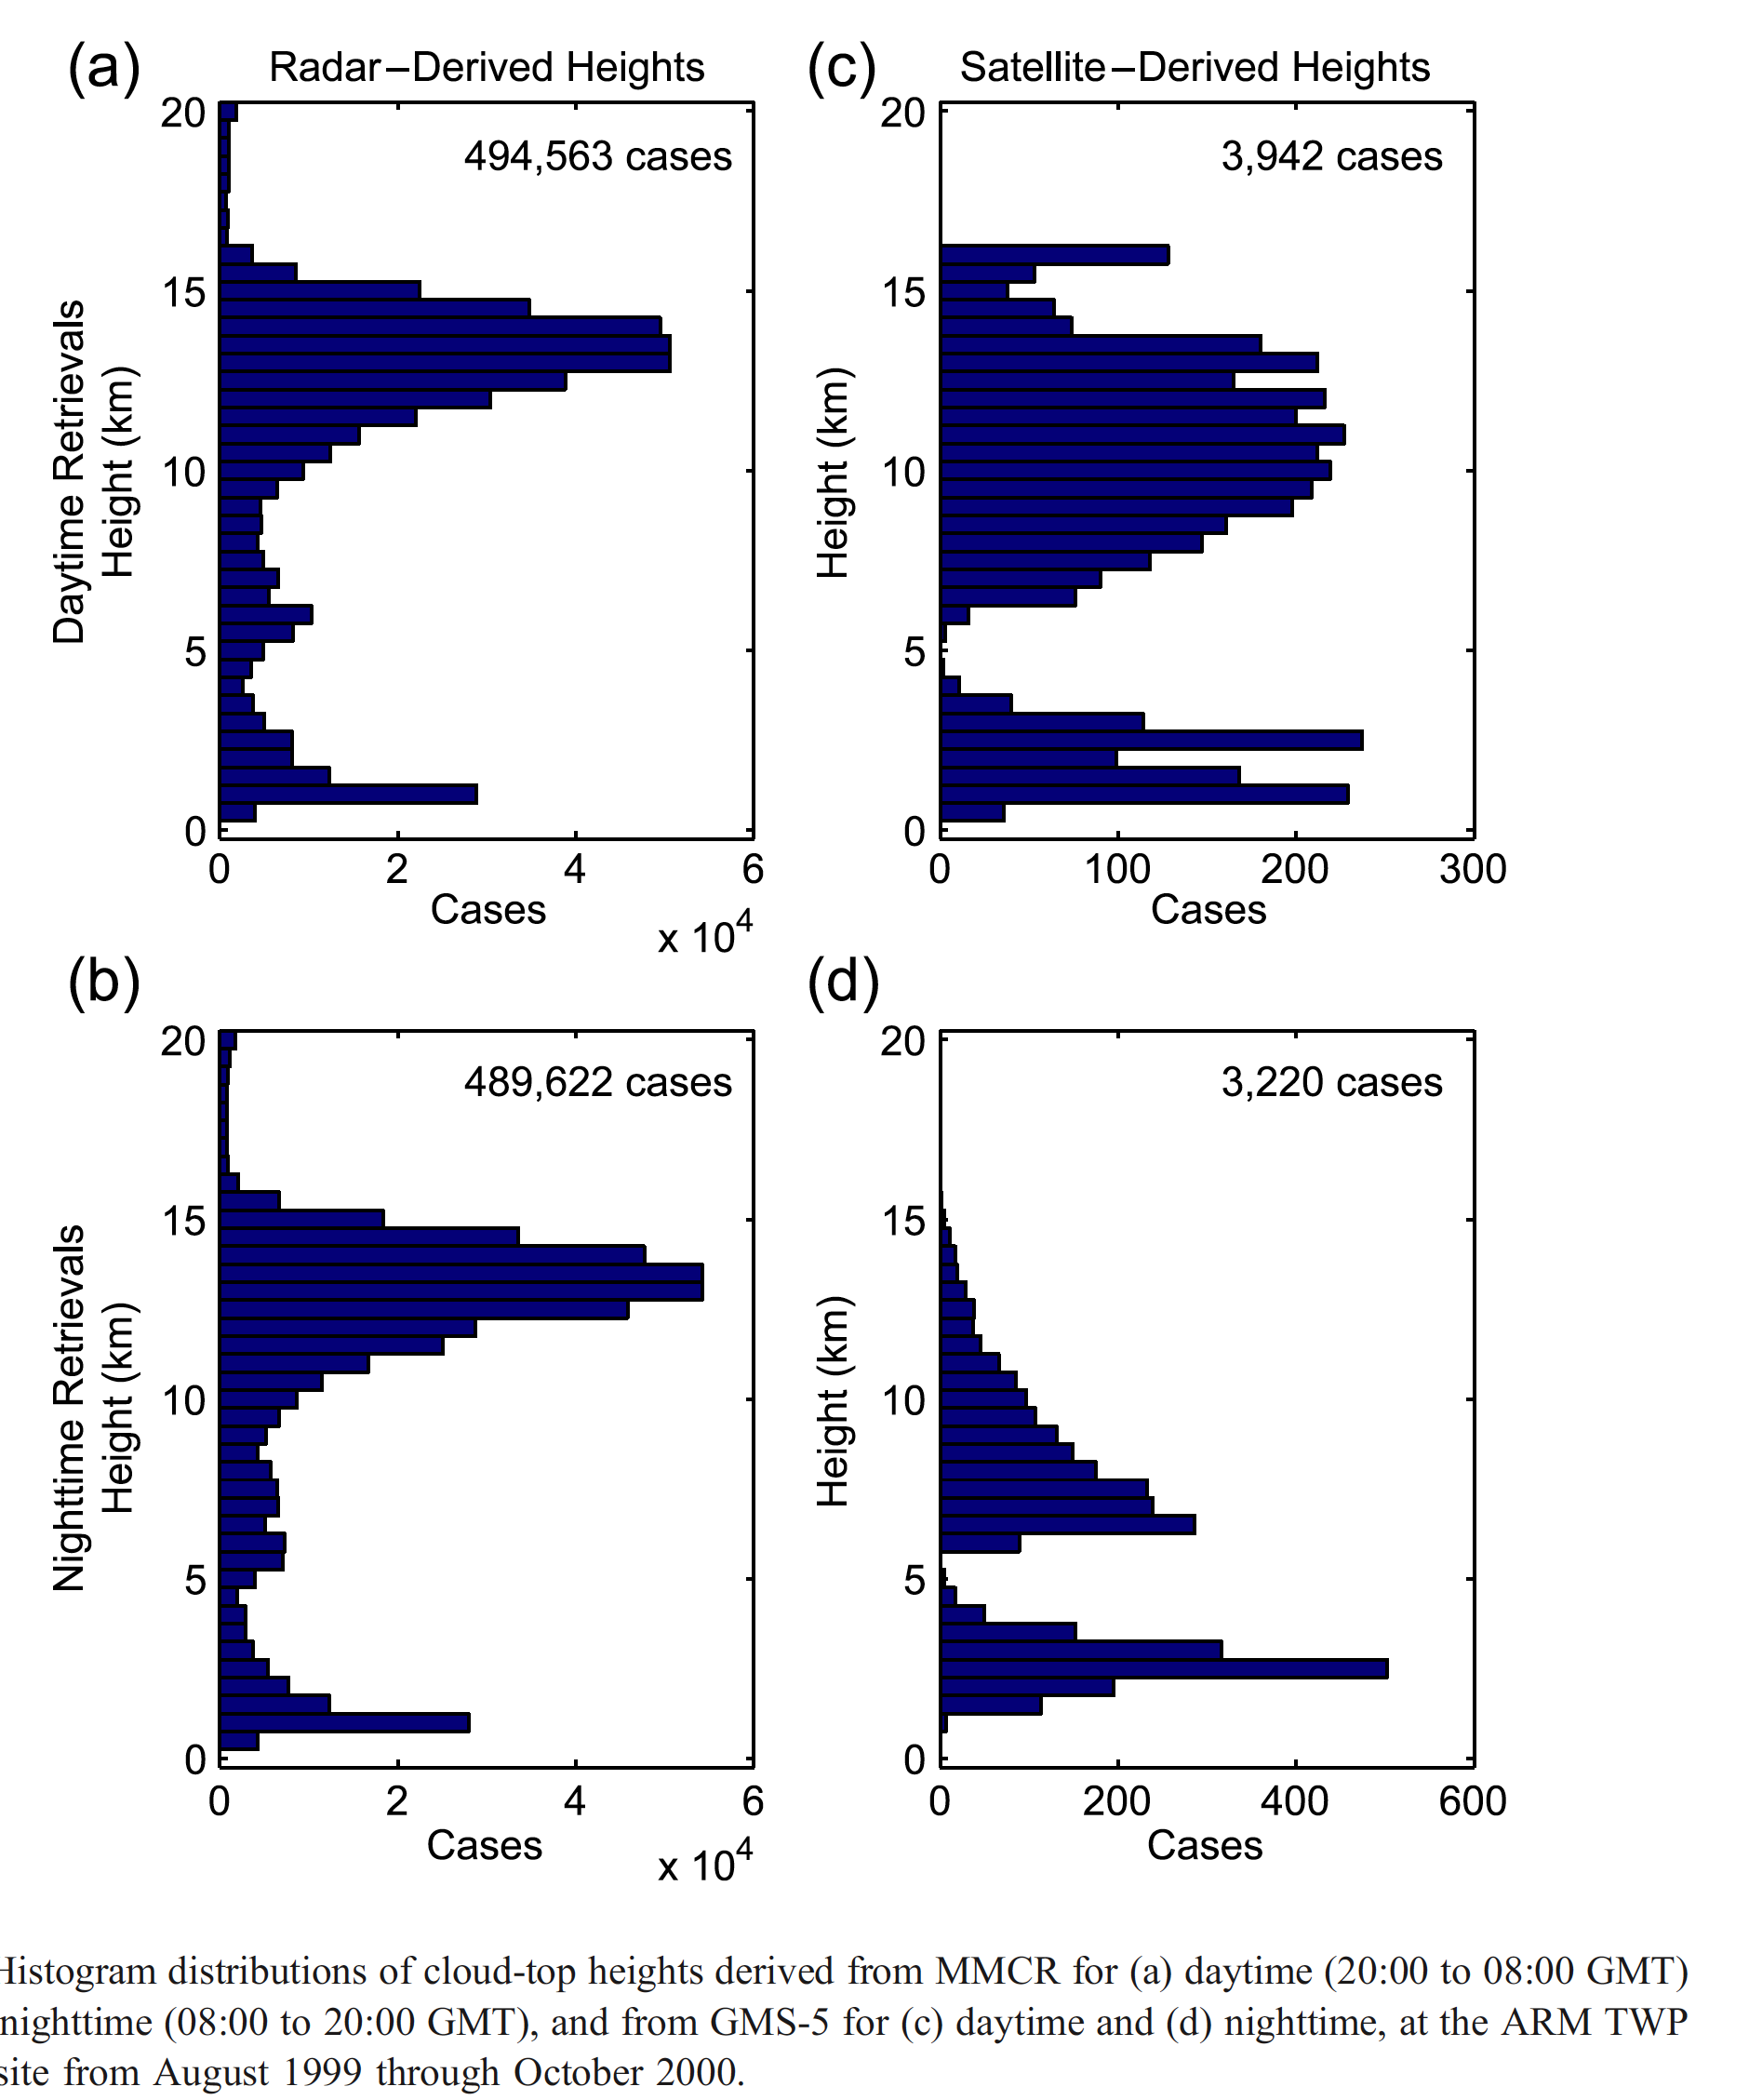 (a)
Radar–Derived Heights
494,563 cases
Daytime Retrievals
Height (km)
20
15
10
5
0
0 2 4 6
Cases
x 10^4
(c)
Satellite–Derived Heights
3,942 cases
Height (km)
20
15
10
5
0
0 100 200 300
Cases
(b)
489,622 cases
Nighttime Retrievals
Height (km)
20
15
10
5
0
0 2 4 6
Cases
x 10^4
(d)
3,220 cases
Height (km)
20
15
10
5
0
0 200 400 600
Cases
Histogram distributions of cloud-top heights derived from MMCR for (a) daytime (20:00 to 08:00 GMT)
nighttime (08:00 to 20:00 GMT), and from GMS-5 for (c) daytime and (d) nighttime, at the ARM TWP
site from August 1999 through October 2000.